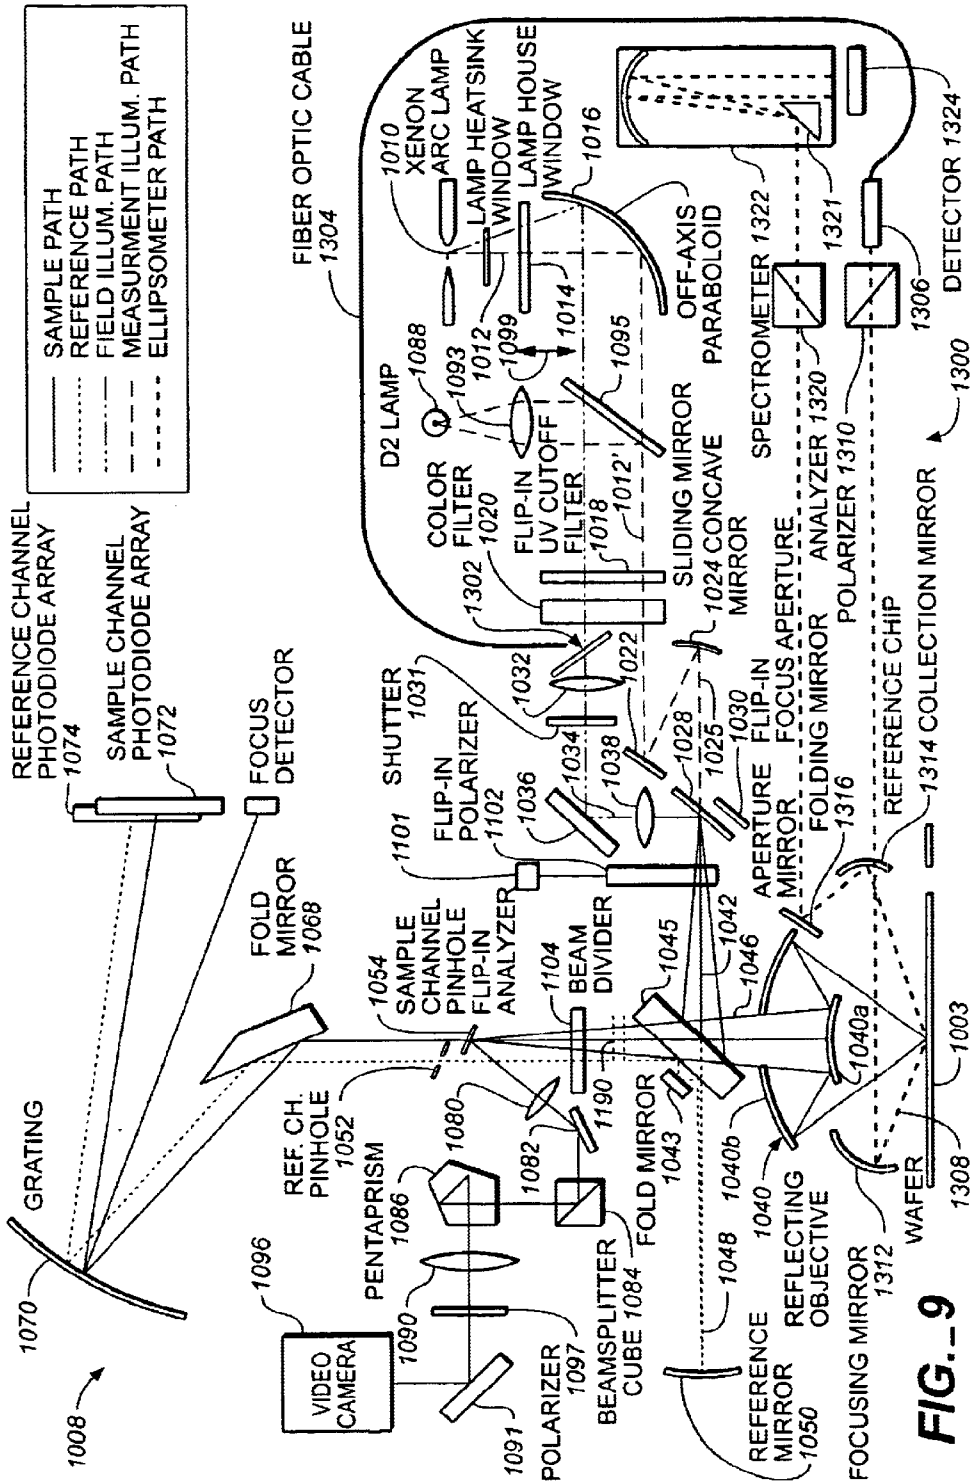 SAMPLE PATH
REFERENCE PATH
FIELD ILLUM. PATH
MEASURMENT ILLUM. PATH
ELLIPSOMETER PATH
1008
1070
GRATING
REFERENCE CHANNEL
PHOTODIODE ARRAY
1074
SAMPLE CHANNEL
PHOTODIODE ARRAY
1072
FOCUS
DETECTOR
FOLD
MIRROR
1068
FIBER OPTIC CABLE
1304
1096
VIDEO
CAMERA
1091
POLARIZER
1097
1090
PENTAPRISM
1086
BEAMSPLITTER
CUBE 1084
REF. CH.
PINHOLE
1052
1054
SAMPLE
CHANNEL
PINHOLE
FLIP-IN
ANALYZER
1080
1082
1104
BEAM
DIVIDER
1190
1101
FLIP-IN
POLARIZER
1102
SHUTTER
1031
1032
1302
COLOR
FILTER
1020
FLIP-IN
UV CUTOFF
FILTER
1018
D2 LAMP
1088
1093
1099
1012
1010
XENON
ARC LAMP
LAMP HEATSINK
WINDOW
LAMP HOUSE
WINDOW
1014
1016
OFF-AXIS
PARABOLOID
1095
1012'
SLIDING MIRROR
1022
1024 CONCAVE
MIRROR
1025
1028
1030
1034
1036
1038
1042
1045
1046
FOLD MIRROR
1043
1048
REFERENCE
MIRROR
1050
REFLECTING
OBJECTIVE
1040
1040b
1040a
APERTURE
MIRROR
FLIP-IN
FOCUS APERTURE
FOLDING MIRROR
1316
ANALYZER 1320
POLARIZER
1310
SPECTROMETER 1322
1321
1306
DETECTOR 1324
1300
REFERENCE CHIP
1314 COLLECTION MIRROR
FOCUSING MIRROR
1312
WAFER
1308
1003
FIG._9